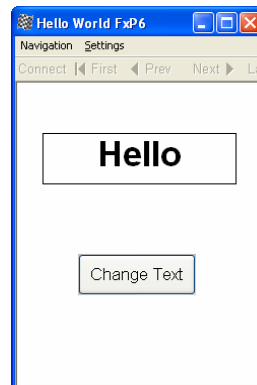 Hello World FxP6
Navigation Settings
Connect First Prev Next
Hello
Change Text